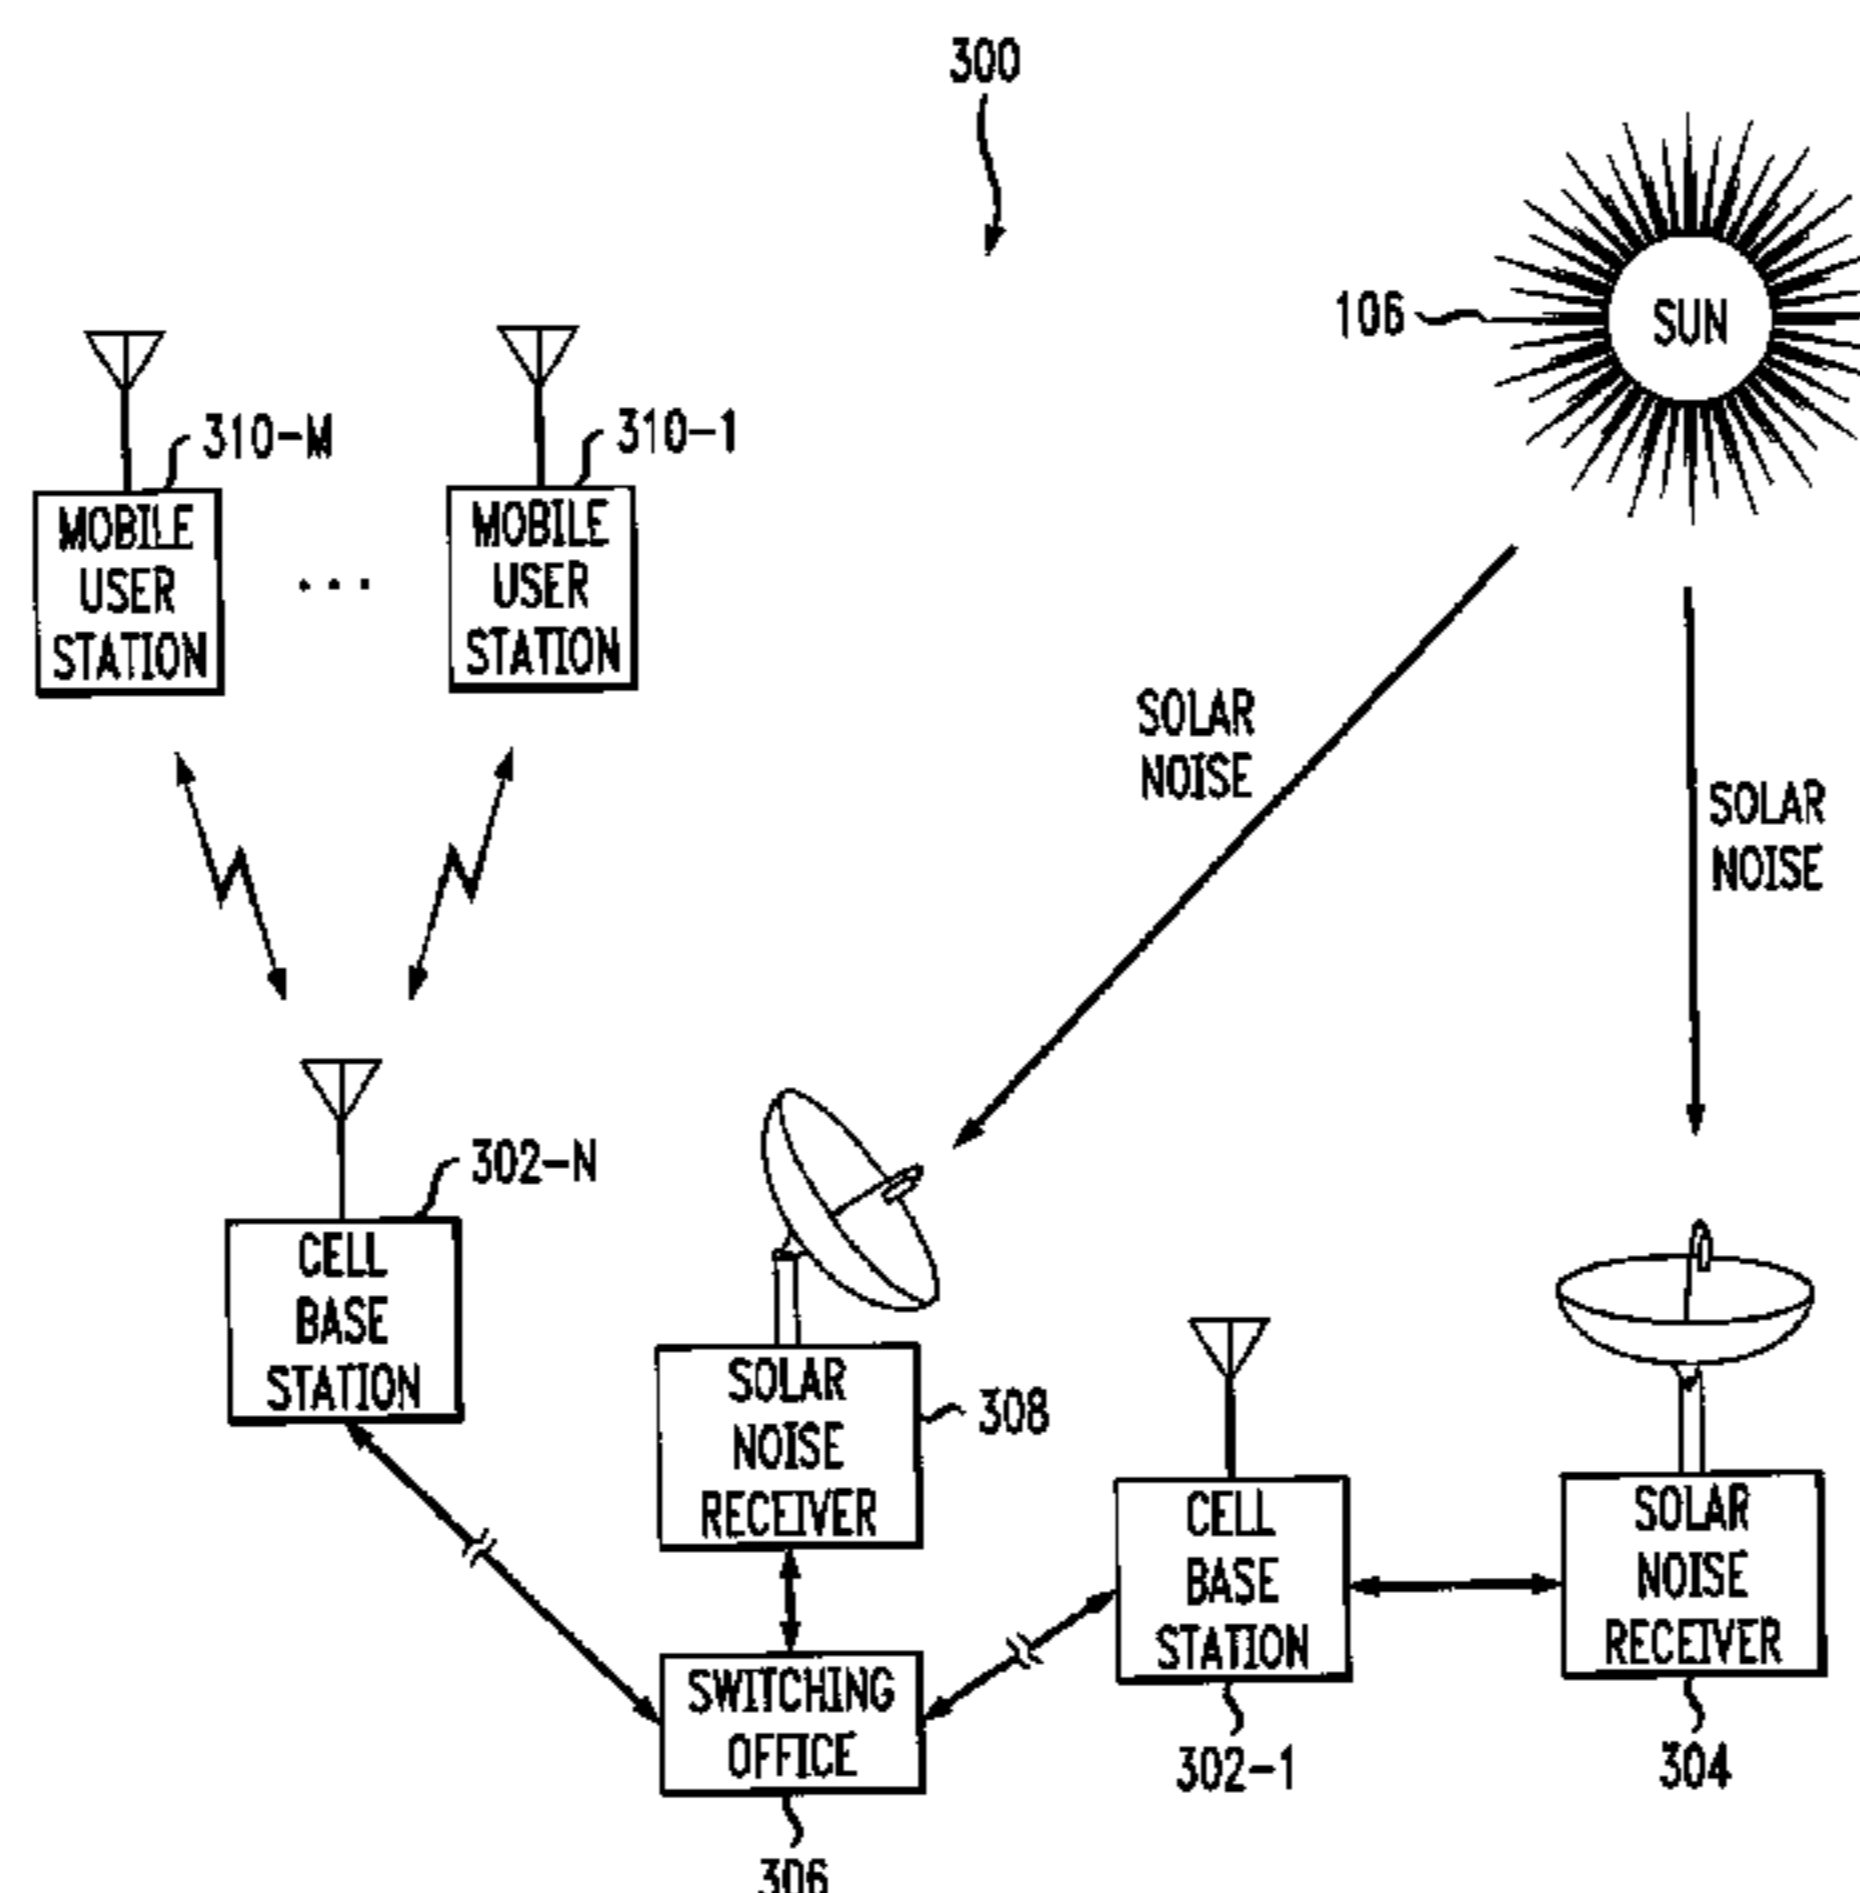 300
106
SUN
310-M
310-1
MOBILE
USER
STATION
...
MOBILE
USER
STATION
SOLAR
NOISE
SOLAR
NOISE
302-N
CELL
BASE
STATION
SOLAR
NOISE
RECEIVER
308
CELL
BASE
STATION
SOLAR
NOISE
RECEIVER
SWITCHING
OFFICE
302-1
304
306